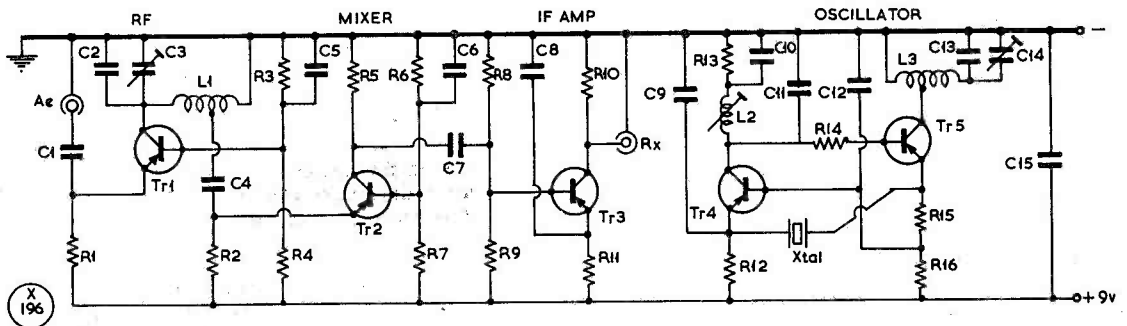 RF
MIXER
IF AMP
OSCILLATOR
C2
C3
L1
R3
C5
R5
R6
C6
R8
C8
R10
C9
R13
C10
C11
C12
L3
C13
C14
−
Ae
L2
C1
Tr1
C4
C7
Rx
R14
Tr5
C15
Tr2
Tr3
Tr4
R1
R2
R4
R7
R9
R11
R12
Xtal
R15
R16
X
196
+9v